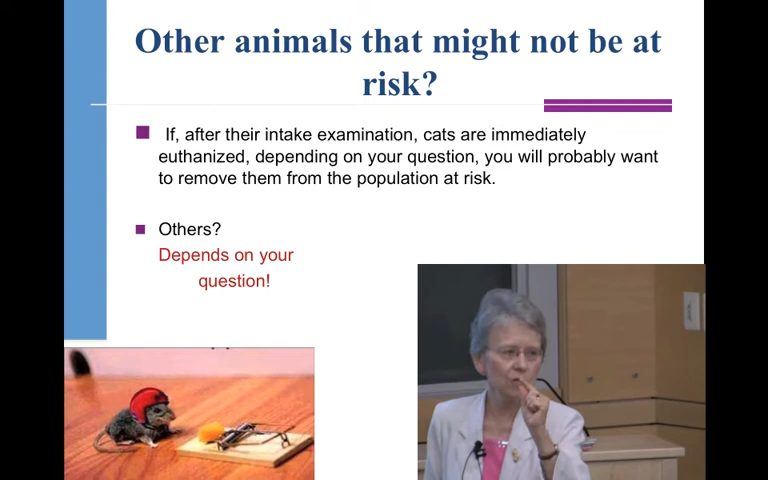 Other animals that might not be at
risk?
If, after their intake examination, cats are immediately
euthanized, depending on your question, you will probably want
to remove them from the population at risk.
Others?
Depends on your
question!